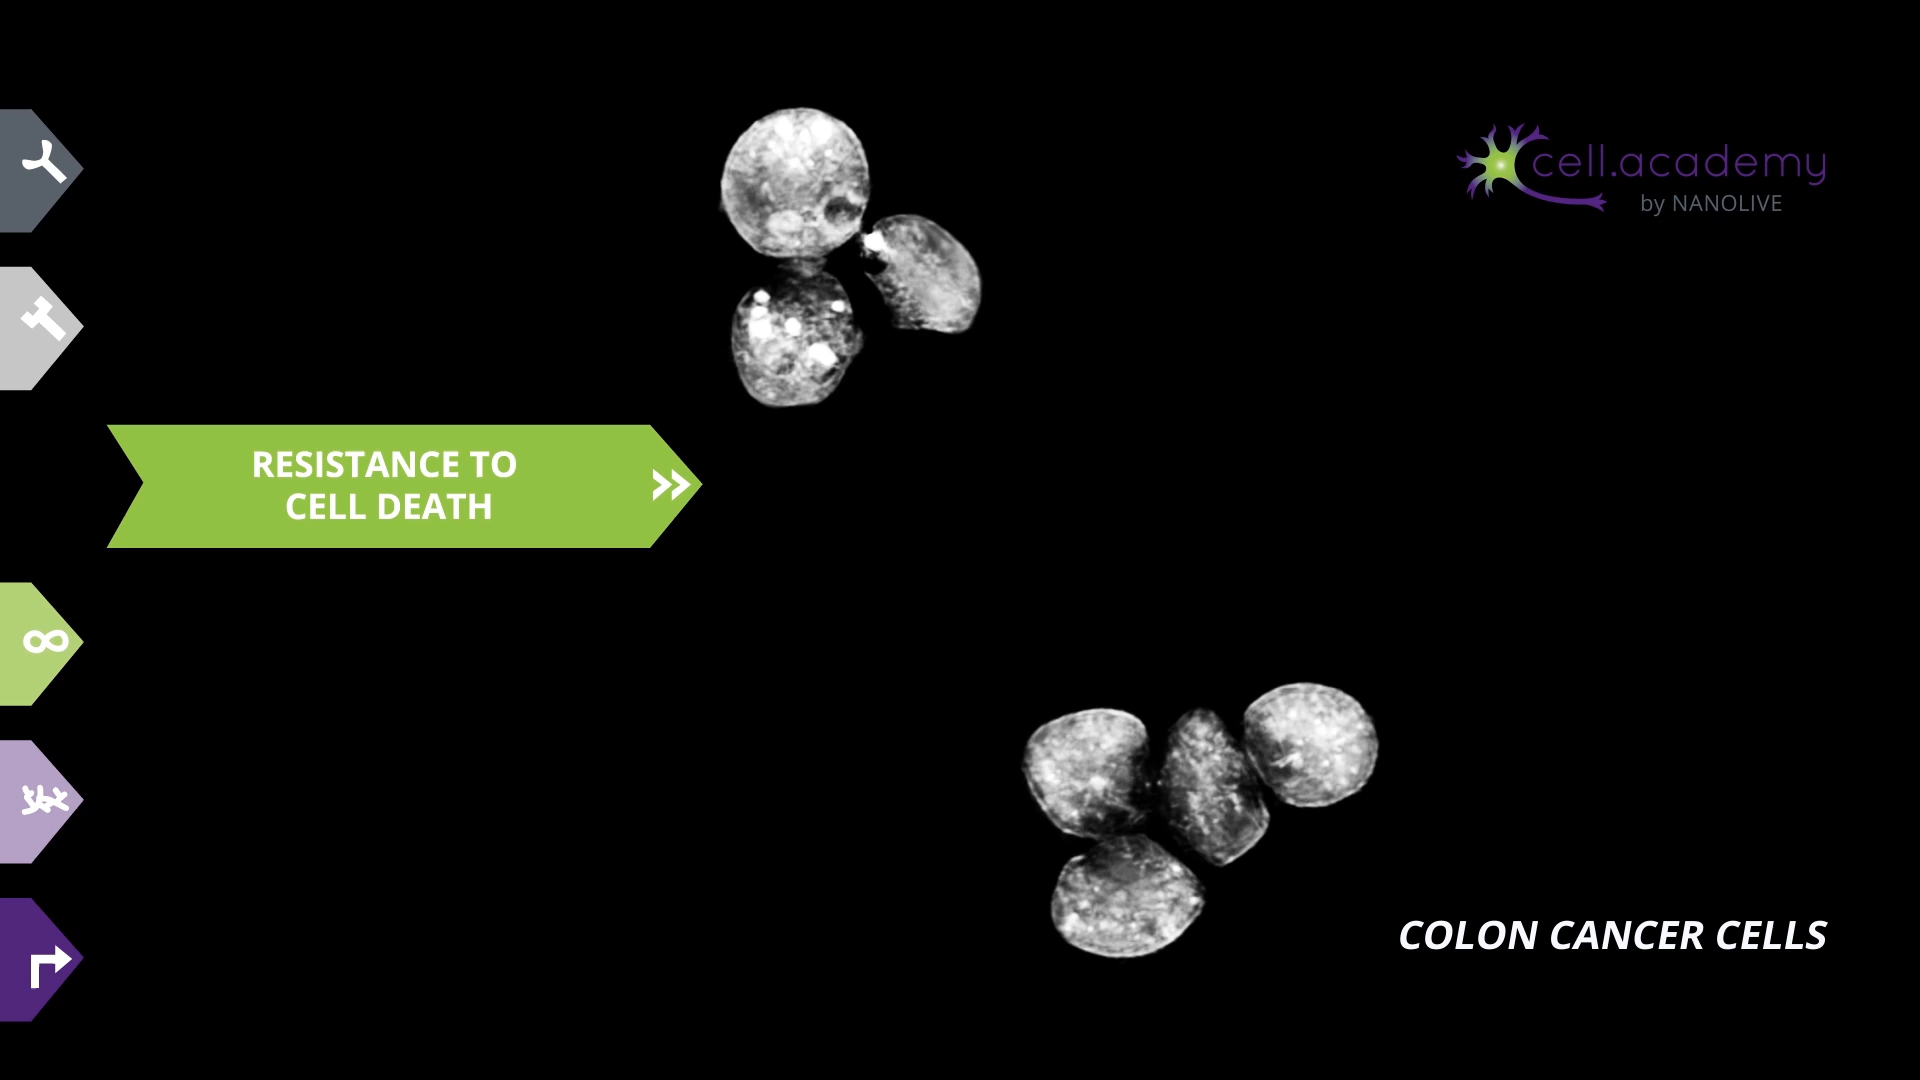 cell.academy
by NANOLIVE
RESISTANCE TO
CELL DEATH
COLON CANCER CELLS